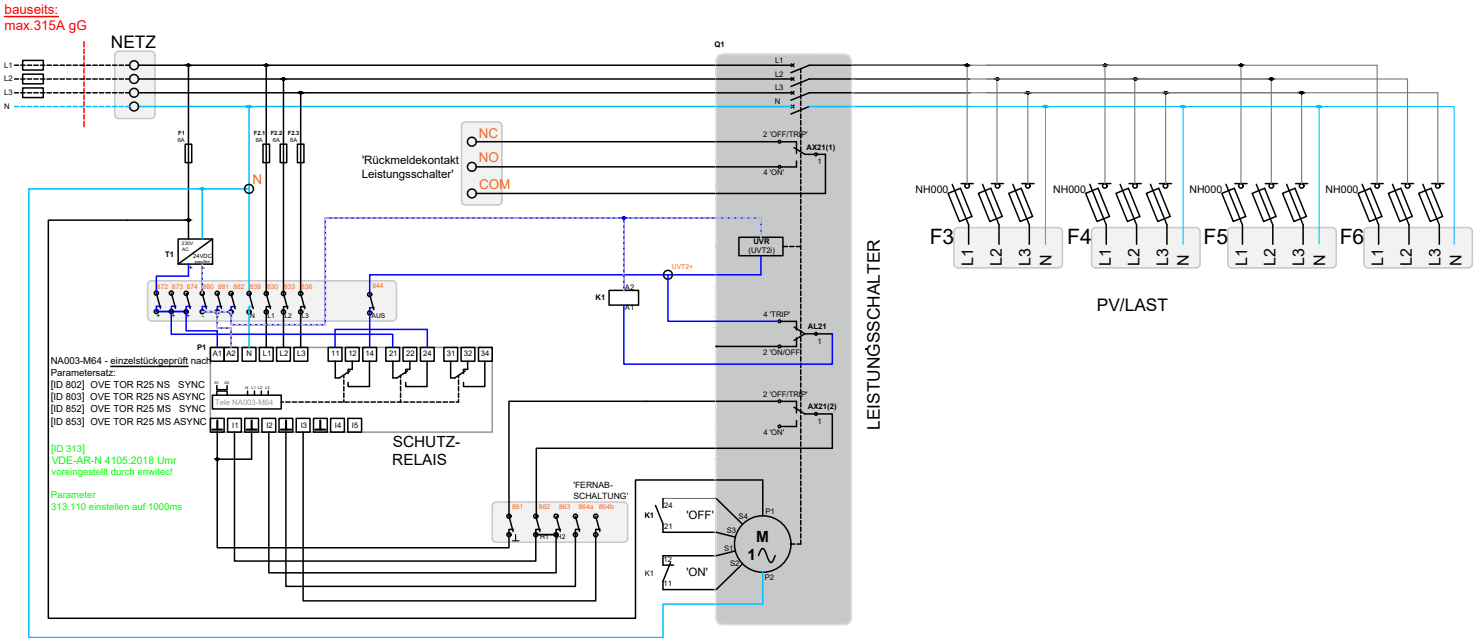 bauseits:
max.315A gG
NETZ
L1
L2
L3
N
Q1
L1
L2
L3
N
F1
6A
F2.1
6A
F2.2
6A
F2.3
6A
N
'Rückmeldekontakt
Leistungsschalter'
NC
NO
COM
2 'OFF/TRIP'
AX21(1)
1
4 'ON'
T1
230V
AC
24VDC
UVR
(UVT2i)
UVT2+
K1
A2
A1
872
873
874
880
881
882
839
830
833
836
844
+
+
+
-
-
-
N
L1
L2
L3
AUS
4 'TRIP'
AL21
1
2 'ON/OFF'
LEISTUNGSSCHALTER
NH000
F3
L1
L2
L3
N
NH000
F4
L1
L2
L3
N
NH000
F5
L1
L2
L3
N
NH000
F6
L1
L2
L3
N
PV/LAST
P1
A1
A2
N
L1
L2
L3
11
12
14
21
22
24
31
32
34
NA003-M64 - einzelstückgeprüft nach
Parametersatz:
[ID 802] OVE TOR R25 NS SYNC
[ID 803] OVE TOR R25 NS ASYNC
[ID 852] OVE TOR R25 MS SYNC
[ID 853] OVE TOR R25 MS ASYNC
A1 A2
N L1 L2 L3
Tele NA003-M64
I1
I2
I3
I4
I5
SCHUTZ-
RELAIS
[ID 313]
VDE-AR-N 4105:2018 Umr
voreingestellt durch enwitec!
Parameter
313.110 einstellen auf 1000ms
2 'OFF/TRIP'
AX21(2)
1
4 'ON'
'FERNAB-
SCHALTUNG'
861
862
863
864a
864b
R1
R2
K1
24
21
'OFF'
K1
12
11
'ON'
S4
S3
S1
S2
P1
P2
M
1